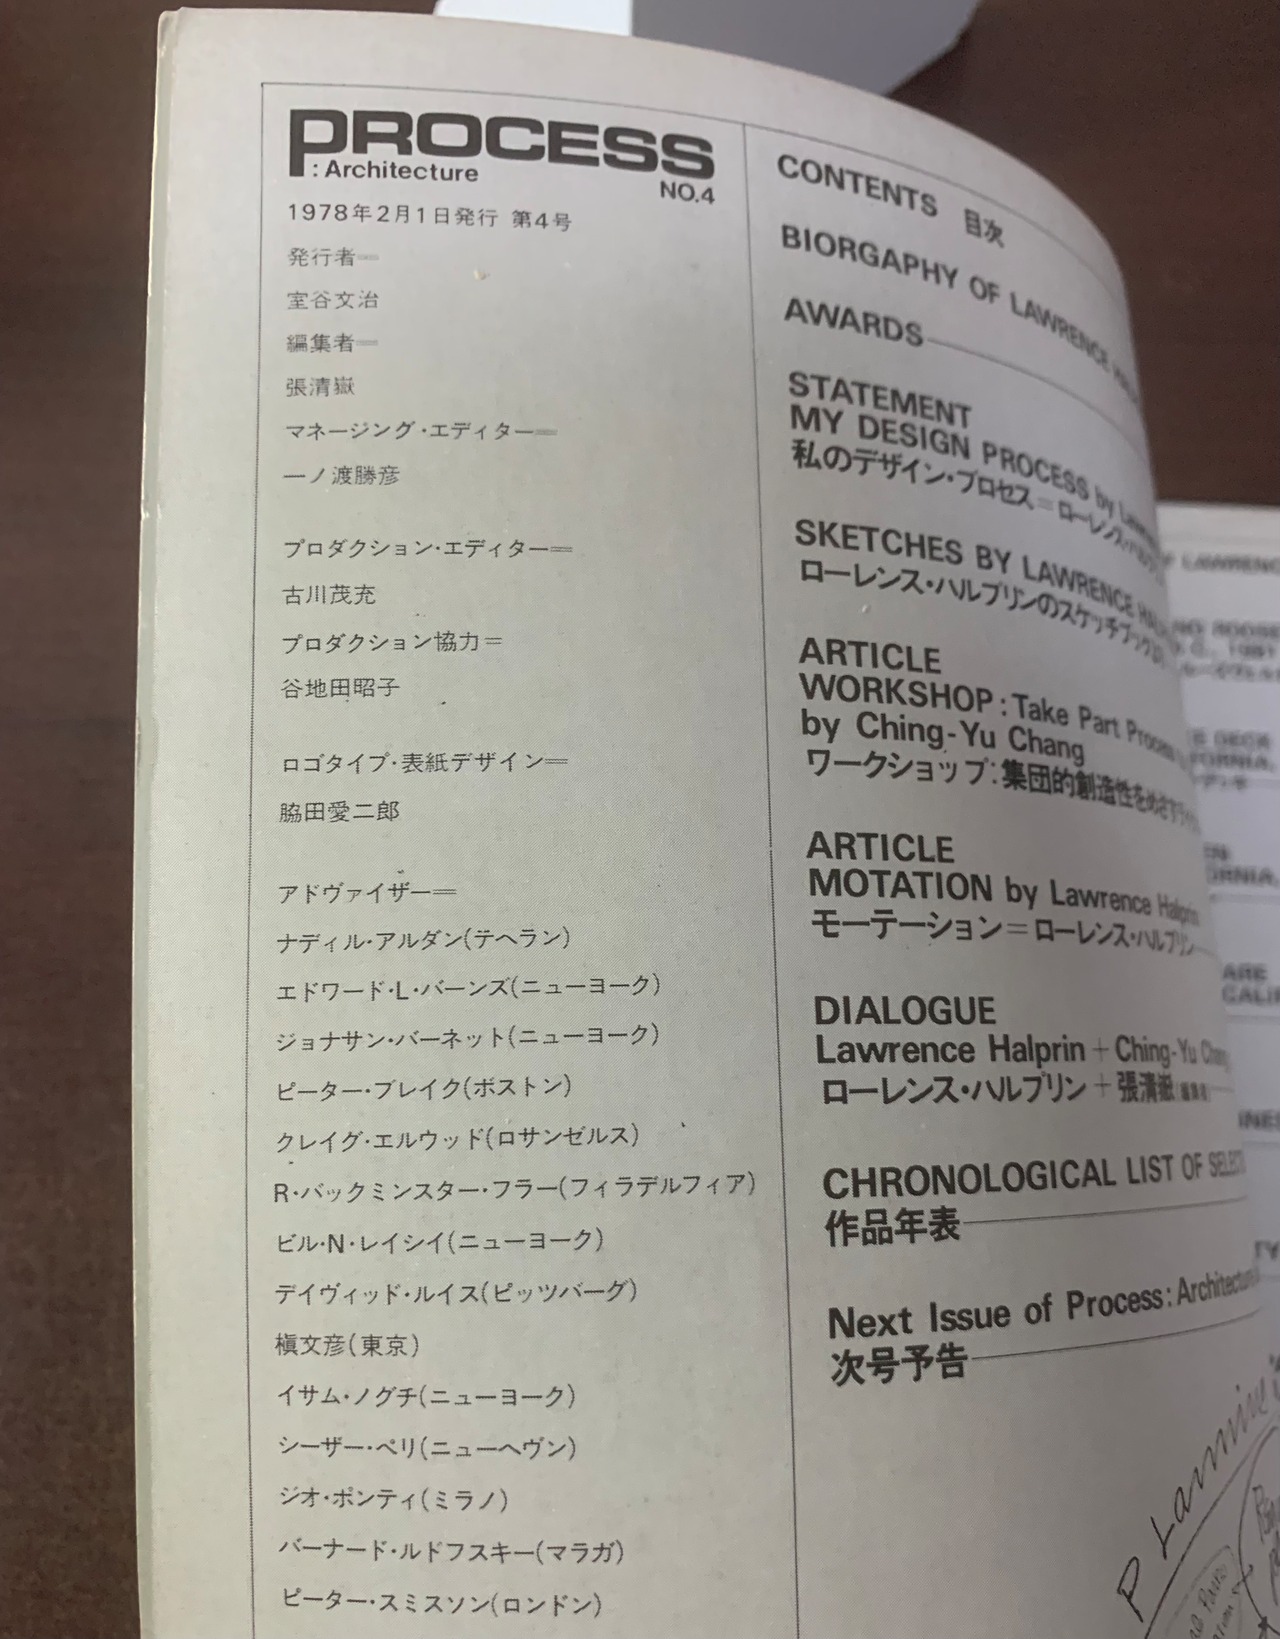 PROCESS
: Architecture
NO.4
1978年2月1日発行 第4号
発行者＝
室谷文治
編集者＝
張清嶽
マネージング・エディター＝
一ノ渡勝彦
プロダクション・エディター＝
古川茂充
プロダクション協力＝
谷地田昭子
ロゴタイプ・表紙デザイン＝
脇田愛二郎
アドヴァイザー＝
ナディル・アルダン(テヘラン)
エドワード・L・バーンズ(ニューヨーク)
ジョナサン・バーネット(ニューヨーク)
ピーター・ブレイク(ボストン)
クレイグ・エルウッド(ロサンゼルス)
R・バックミンスター・フラー(フィラデルフィア)
ビル・N・レイシイ(ニューヨーク)
デイヴィッド・ルイス(ピッツバーグ)
槇文彦(東京)
イサム・ノグチ(ニューヨーク)
シーザー・ペリ(ニューヘヴン)
ジオ・ポンティ(ミラノ)
バーナード・ルドフスキー(マラガ)
ピーター・スミスソン(ロンドン)
CONTENTS 目次
BIORGAPHY OF LAWRENCE
AWARDS
STATEMENT
MY DESIGN PROCESS by
私のデザイン・プロセス＝ローレンス・
SKETCHES BY LAWRENCE
ローレンス・ハルプリンのスケッチブック
ARTICLE
WORKSHOP : Take Part Process
by Ching-Yu Chang
ワークショップ : 集団的創造性をめざす
ARTICLE
MOTATION by Lawrence Halprin
モーテーション＝ローレンス・ハルプリン
DIALOGUE
Lawrence Halprin + Ching-Yu
ローレンス・ハルプリン + 張清嶽
CHRONOLOGICAL LIST OF
作品年表
Next Issue of Process : Architecture
次号予告